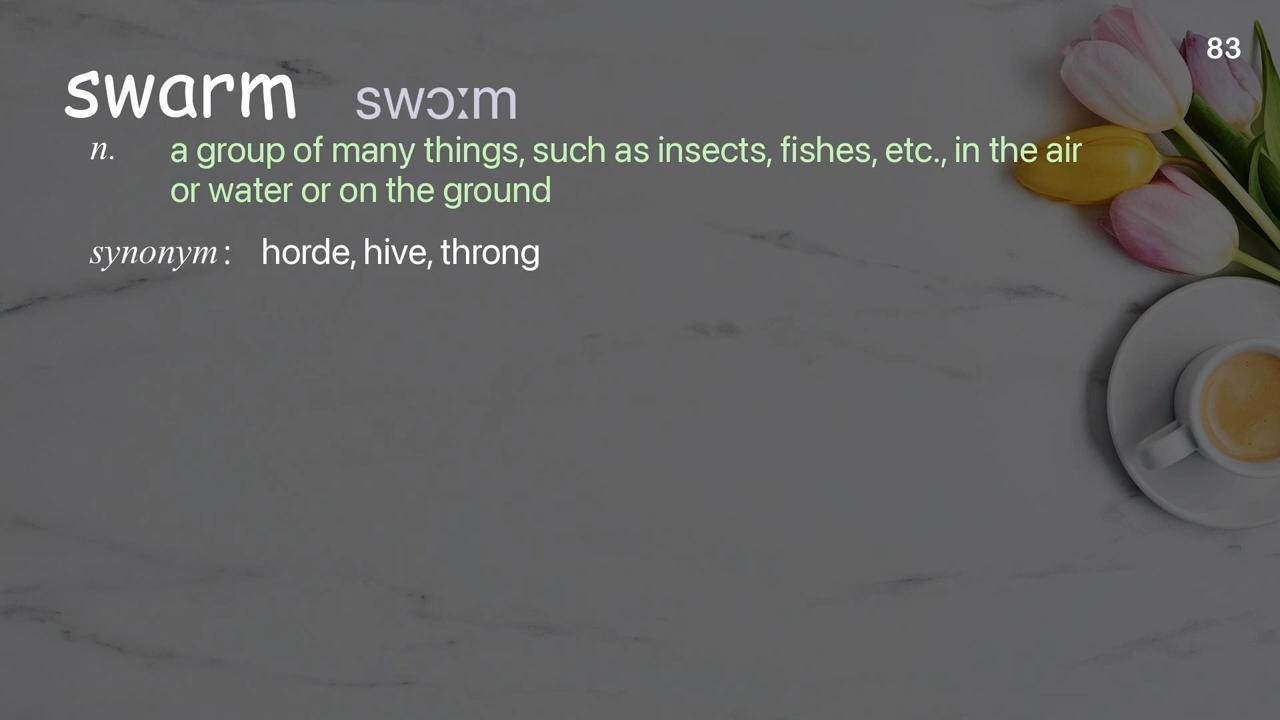 83
swarm swɔːm
n. a group of many things, such as insects, fishes, etc., in the air
or water or on the ground
synonym: horde, hive, throng